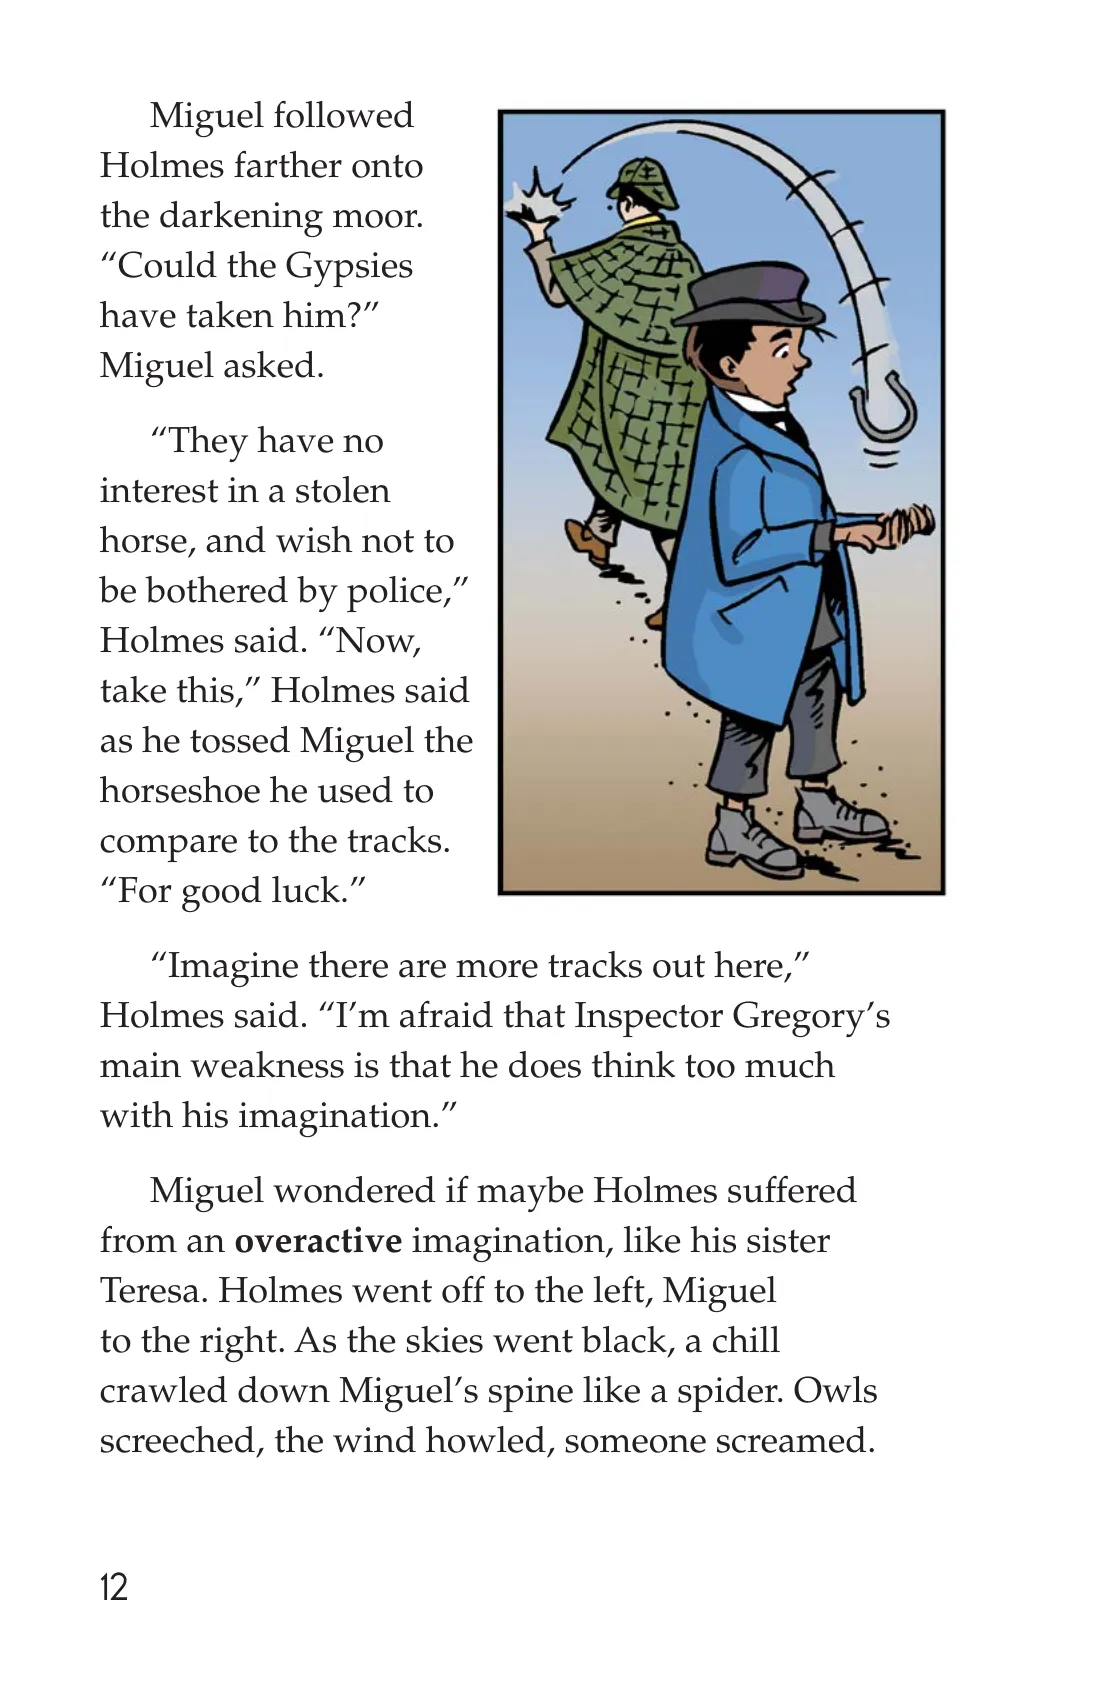 Miguel followed
Holmes farther onto
the darkening moor.
“Could the Gypsies
have taken him?”
Miguel asked.
“They have no
interest in a stolen
horse, and wish not to
be bothered by police,”
Holmes said. “Now,
take this,” Holmes said
as he tossed Miguel the
horseshoe he used to
compare to the tracks.
“For good luck.”
“Imagine there are more tracks out here,”
Holmes said. “I’m afraid that Inspector Gregory’s
main weakness is that he does think too much
with his imagination.”
Miguel wondered if maybe Holmes suffered
from an overactive imagination, like his sister
Teresa. Holmes went off to the left, Miguel
to the right. As the skies went black, a chill
crawled down Miguel’s spine like a spider. Owls
screeched, the wind howled, someone screamed.
12